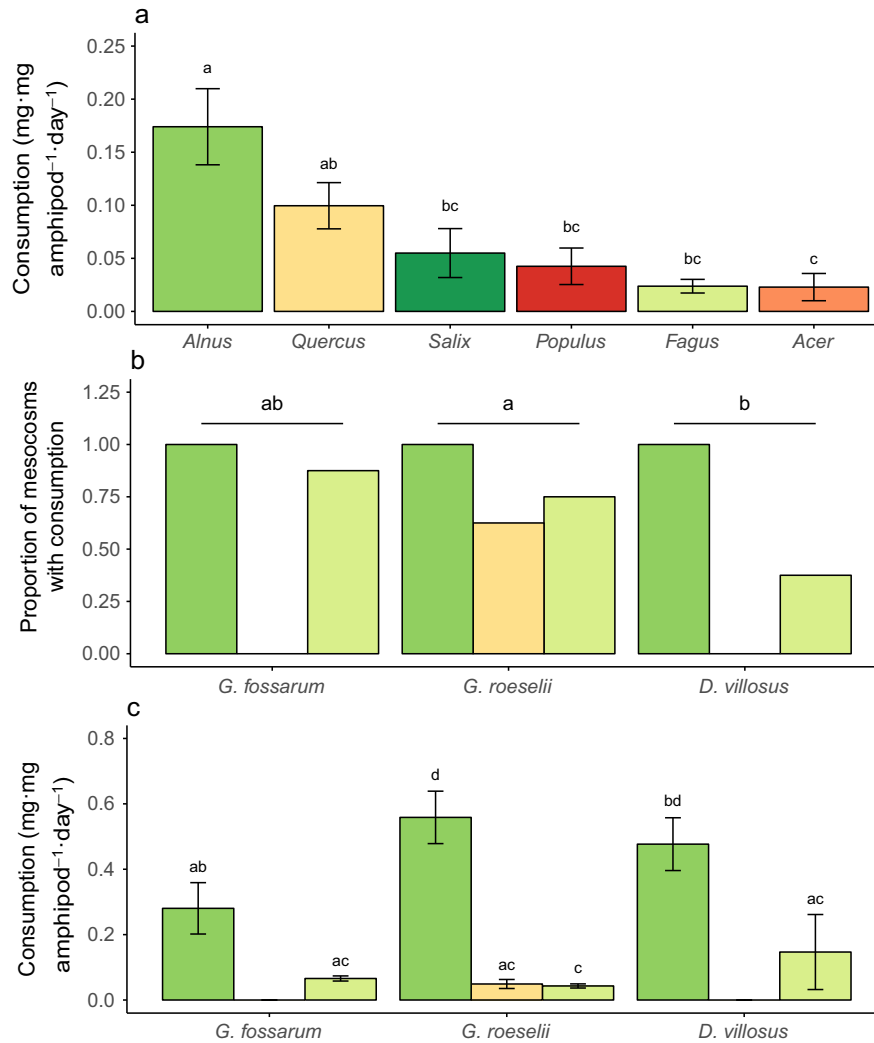 a
Consumption (mg·mg
amphipod⁻¹·day⁻¹)
0.25
0.20
0.15
0.10
0.05
0.00
a
ab
bc
bc
bc
c
Alnus Quercus Salix Populus Fagus Acer
b
Proportion of mesocosms
with consumption
1.25
1.00
0.75
0.50
0.25
0.00
ab
a
b
G. fossarum G. roeselii D. villosus
c
Consumption (mg·mg
amphipod⁻¹·day⁻¹)
0.8
0.6
0.4
0.2
0.0
ab
ac
d
ac
c
bd
ac
G. fossarum G. roeselii D. villosus